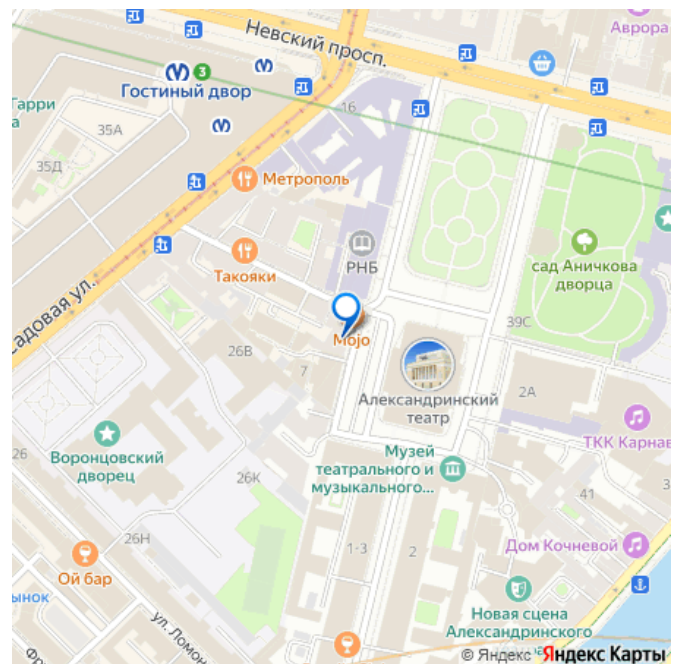 Аврора
Невский просп.
3
Гостиный двор
Гарри
а
35А
16
35Д
Метрополь
РНБ
сад Аничкова
дворца
Такояки
Садовая ул.
39С
Mojo
26В
7
2А
Александринский
театр
ТКК Карнав
Музей
театрального и
музыкального...
Воронцовский
дворец
26
26К
41
3
26Н
1-3
2
Дом Кочневой
Ой бар
ынок
Новая сцена
Александринского
ул. Ломон
Фр
© Яндекс Яндекс Карты